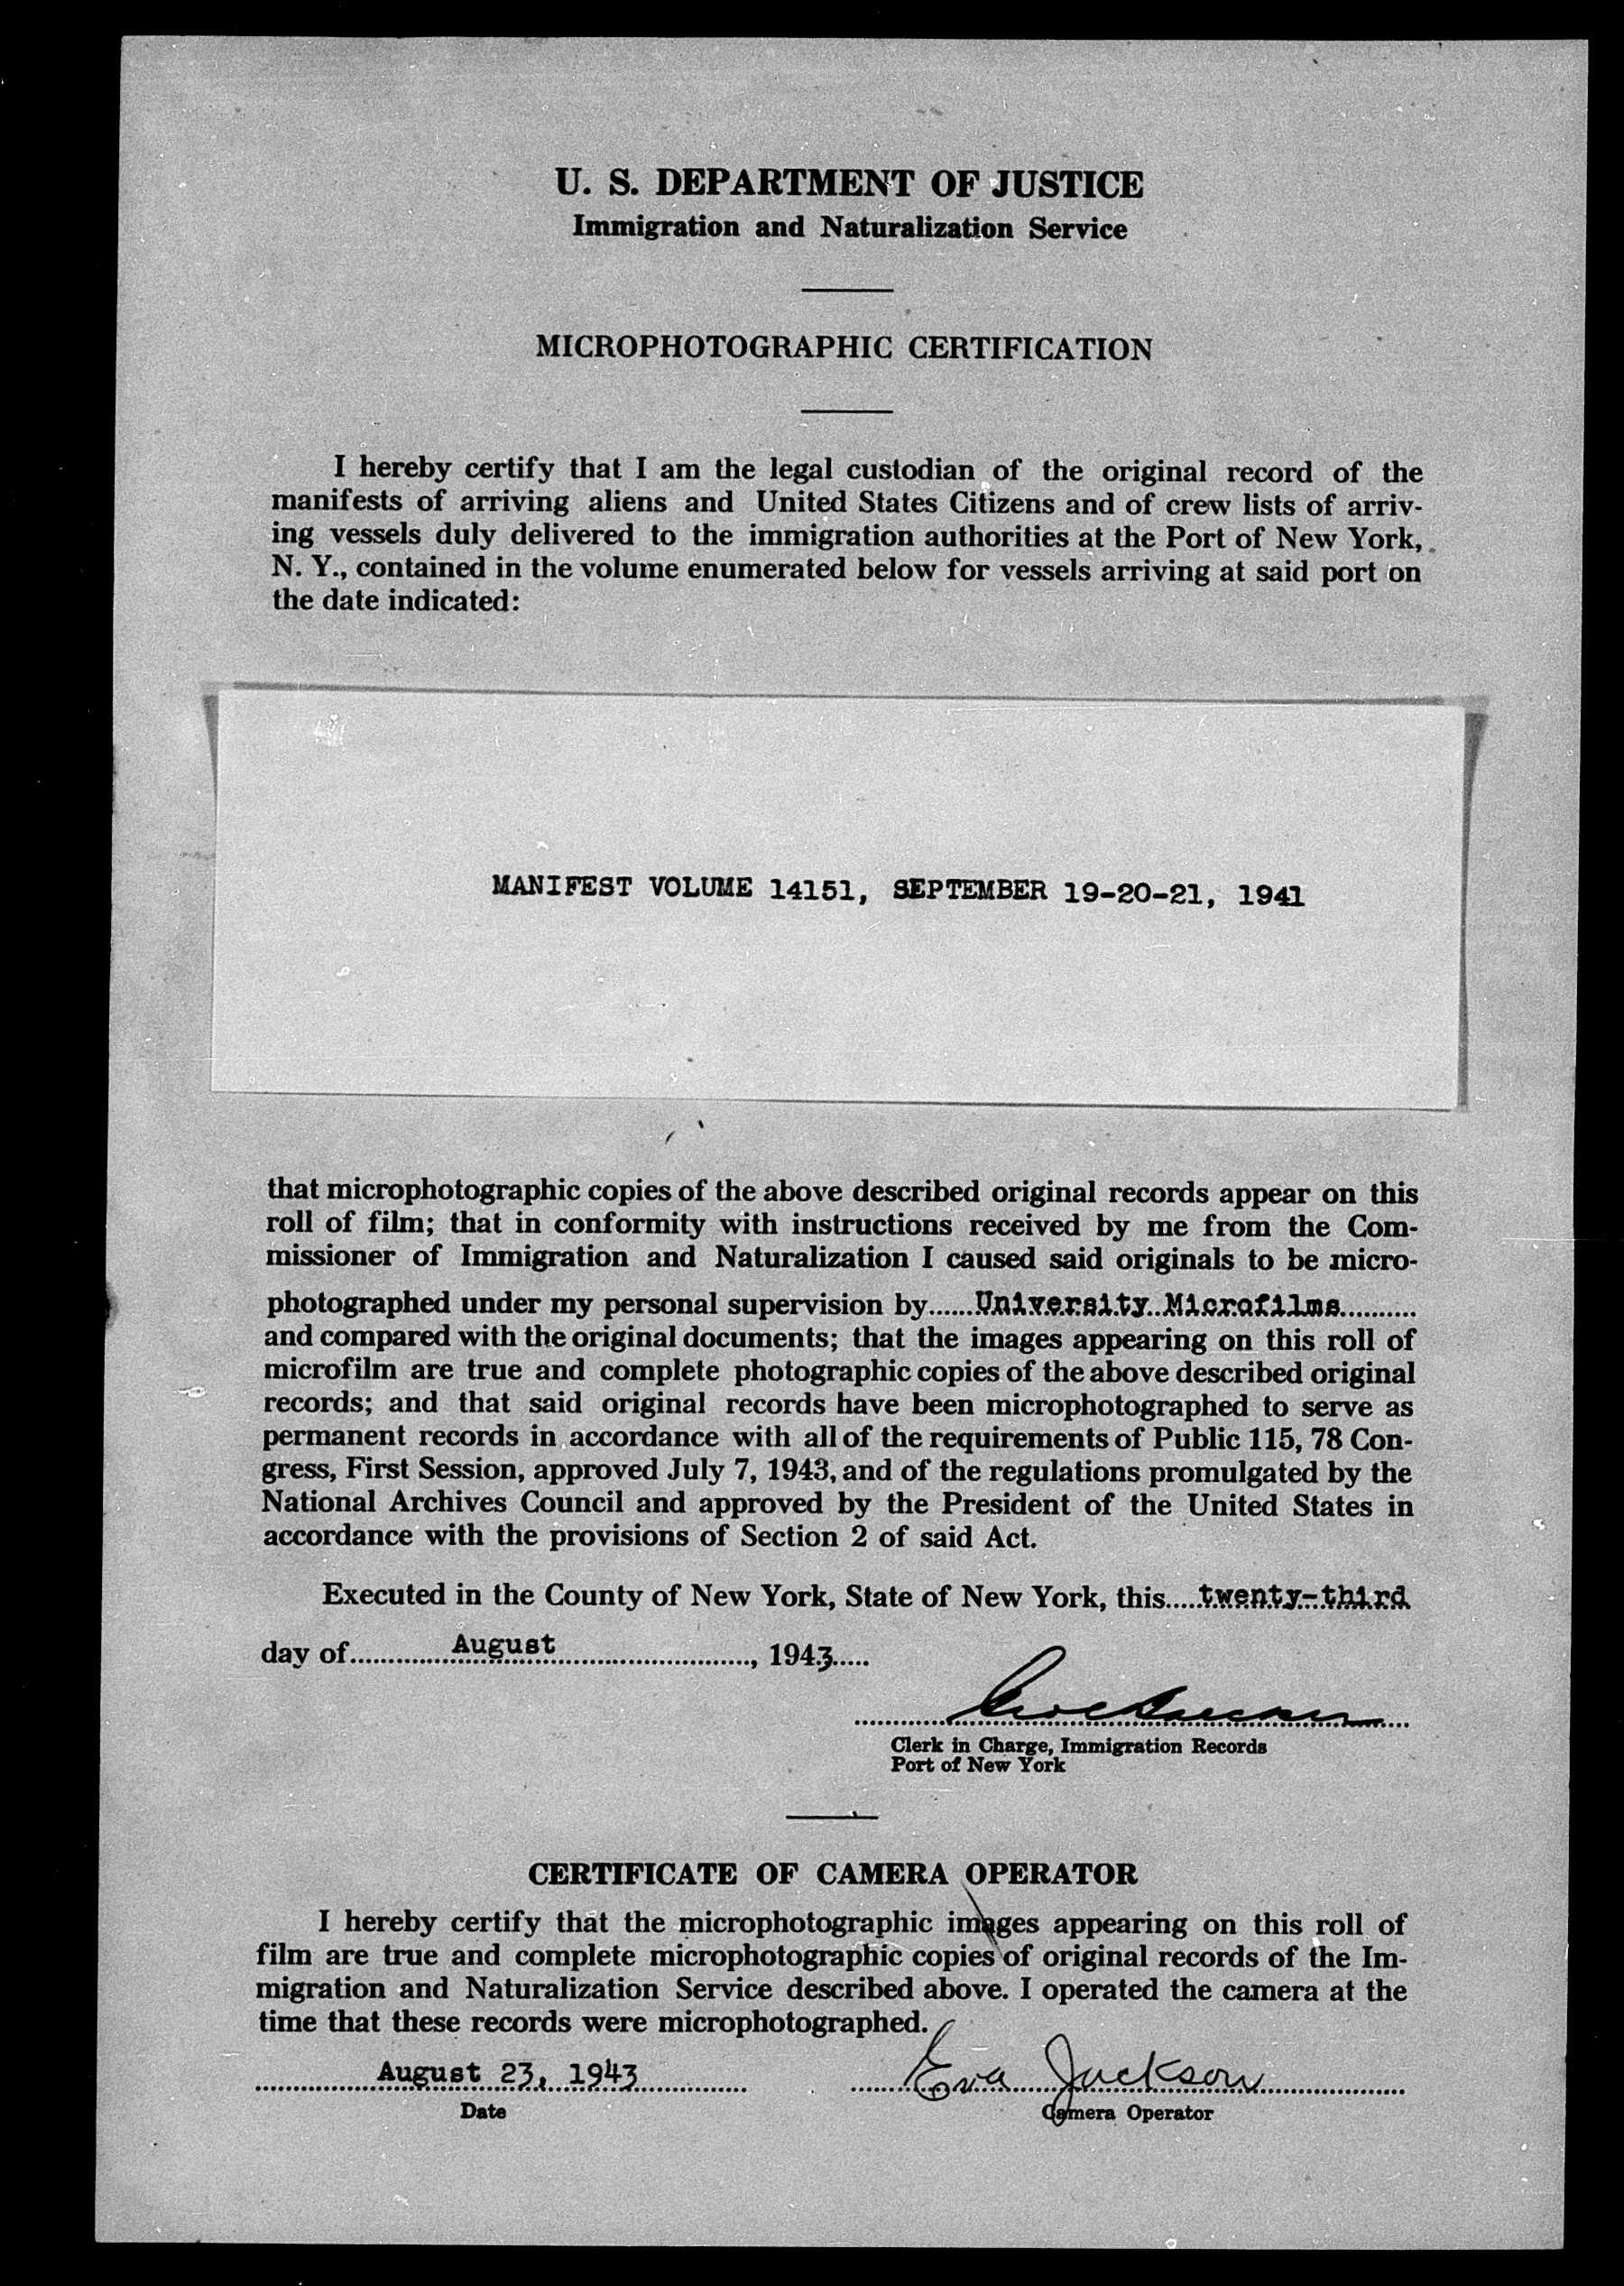 U. S. DEPARTMENT OF JUSTICE
Immigration and Naturalization Service
MICROPHOTOGRAPHIC CERTIFICATION
I hereby certify that I am the legal custodian of the original record of the
manifests of arriving aliens and United States Citizens and of crew lists of arriv-
ing vessels duly delivered to the immigration authorities at the Port of New York,
N. Y., contained in the volume enumerated below for vessels arriving at said port on
the date indicated:
MANIFEST VOLUME 14151, SEPTEMBER 19-20-21, 1941
that microphotographic copies of the above described original records appear on this
roll of film; that in conformity with instructions received by me from the Com-
missioner of Immigration and Naturalization I caused said originals to be micro-
photographed under my personal supervision by......University Microfilms..........
and compared with the original documents; that the images appearing on this roll of
microfilm are true and complete photographic copies of the above described original
records; and that said original records have been microphotographed to serve as
permanent records in accordance with all of the requirements of Public 115, 78 Con-
gress, First Session, approved July 7, 1943, and of the regulations promulgated by the
National Archives Council and approved by the President of the United States in
accordance with the provisions of Section 2 of said Act.
Executed in the County of New York, State of New York, this.....twenty-third
day of..............August............................, 1943.....
Clerk in Charge, Immigration Records
Port of New York
CERTIFICATE OF CAMERA OPERATOR
I hereby certify that the microphotographic images appearing on this roll of
film are true and complete microphotographic copies of original records of the Im-
migration and Naturalization Service described above. I operated the camera at the
time that these records were microphotographed.
August 23, 1943 Eva Jackson
Date Camera Operator